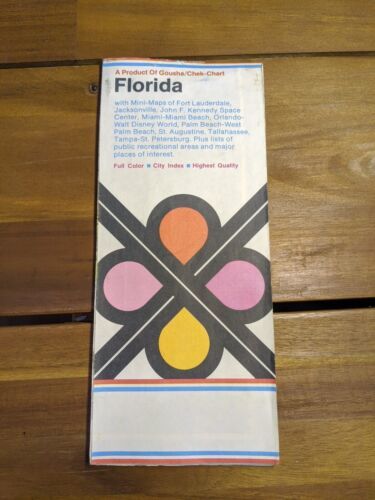 A Product Of Gousha/Chek-Chart
Florida
with Mini-Maps of Fort Lauderdale,
Jacksonville, John F. Kennedy Space
Center, Miami-Miami Beach, Orlando-
Walt Disney World, Palm Beach-West
Palm Beach, St. Augustine, Tallahassee,
Tampa-St. Petersburg. Plus lists of
public recreational areas and major
places of interest.
Full Color ■ City Index ■ Highest Quality